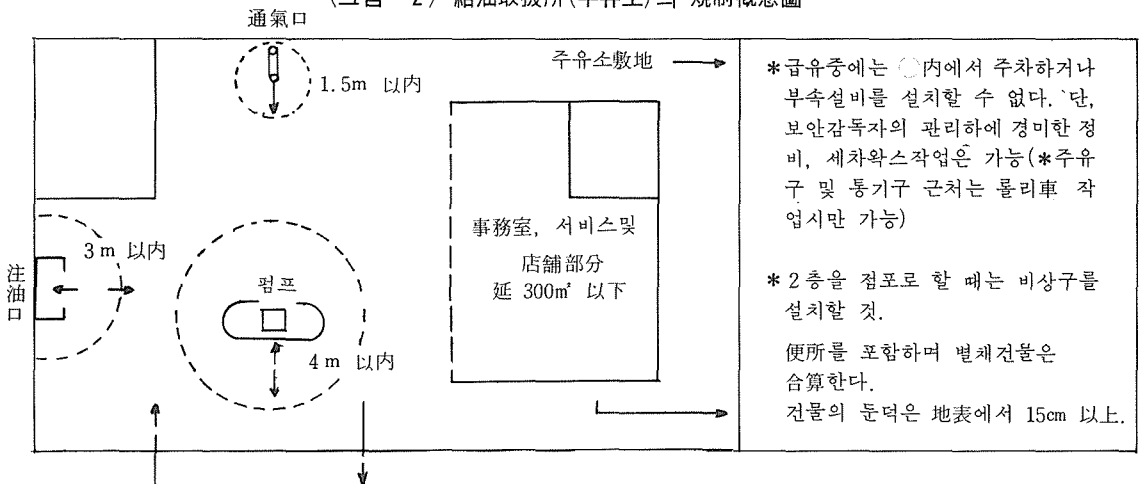 (그림 2) 給油取扱所(주유소)의 規制概念圖
通氣口
1.5m 以内
주유소敷地
3m 以内
注油口
펌프
4m 以内
事務室, 서비스및
店舗部分
延 300㎡ 以下
*급유중에는 ○内에서 주차하거나
부속설비를 설치할 수 없다. 단,
보안감독자의 관리하에 경미한 정
비, 세차왁스작업은 가능(*주유
구 및 통기구 근처는 롤리車 작
업시만 가능)
*2층을 점포로 할 때는 비상구를
설치할 것.
便所를 포함하며 별채건물은
合算한다.
건물의 둔덕은 地表에서 15㎝ 以上.